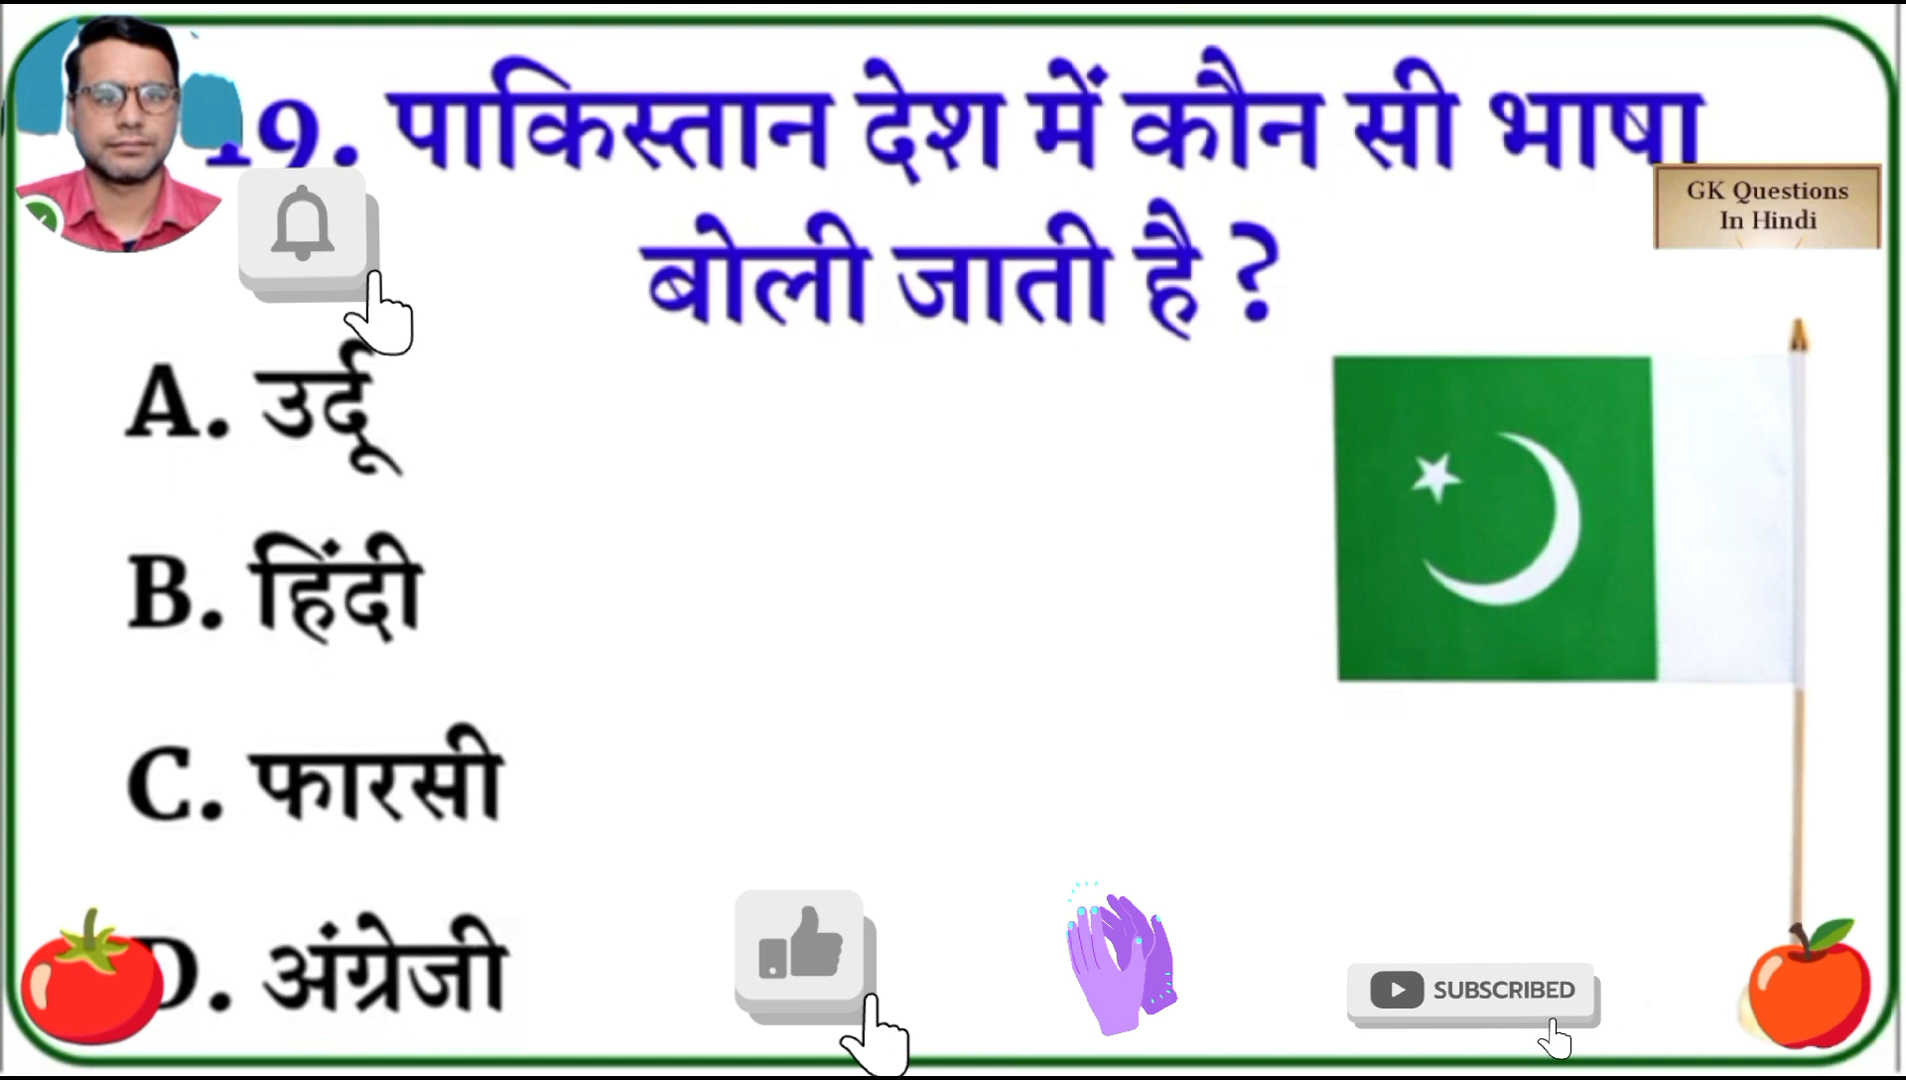 19. पाकिस्तान देश में कौन सी भाषा
बोली जाती है ?
GK Questions
In Hindi
A. उर्दू
B. हिंदी
C. फारसी
D. अंग्रेजी
SUBSCRIBED